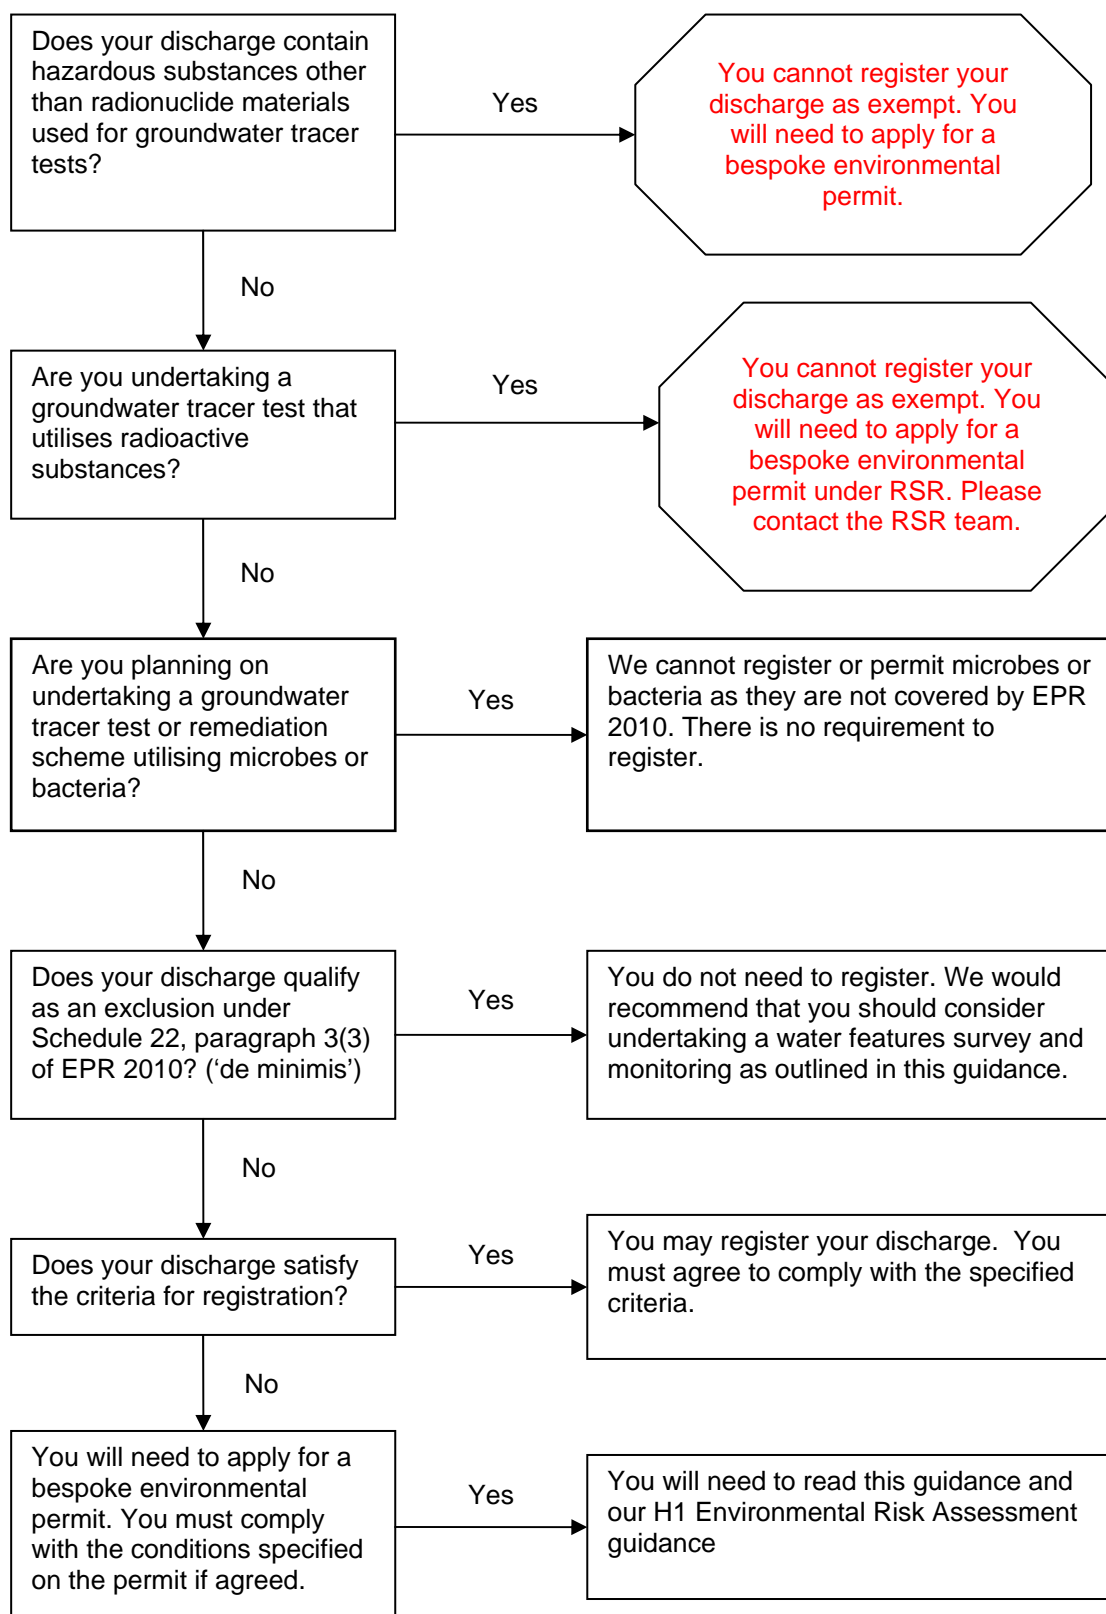 Does your discharge contain
hazardous substances other
than radionuclide materials
used for groundwater tracer
tests?
Yes
You cannot register your
discharge as exempt. You
will need to apply for a
bespoke environmental
permit.
No
Are you undertaking a
groundwater tracer test that
utilises radioactive
substances?
Yes
You cannot register your
discharge as exempt. You
will need to apply for a
bespoke environmental
permit under RSR. Please
contact the RSR team.
No
Are you planning on
undertaking a groundwater
tracer test or remediation
scheme utilising microbes or
bacteria?
Yes
We cannot register or permit microbes or
bacteria as they are not covered by EPR
2010. There is no requirement to
register.
No
Does your discharge qualify
as an exclusion under
Schedule 22, paragraph 3(3)
of EPR 2010? (‘de minimis’)
Yes
You do not need to register. We would
recommend that you should consider
undertaking a water features survey and
monitoring as outlined in this guidance.
No
Does your discharge satisfy
the criteria for registration?
Yes
You may register your discharge.  You
must agree to comply with the specified
criteria.
No
You will need to apply for a
bespoke environmental
permit. You must comply
with the conditions specified
on the permit if agreed.
Yes
You will need to read this guidance and
our H1 Environmental Risk Assessment
guidance